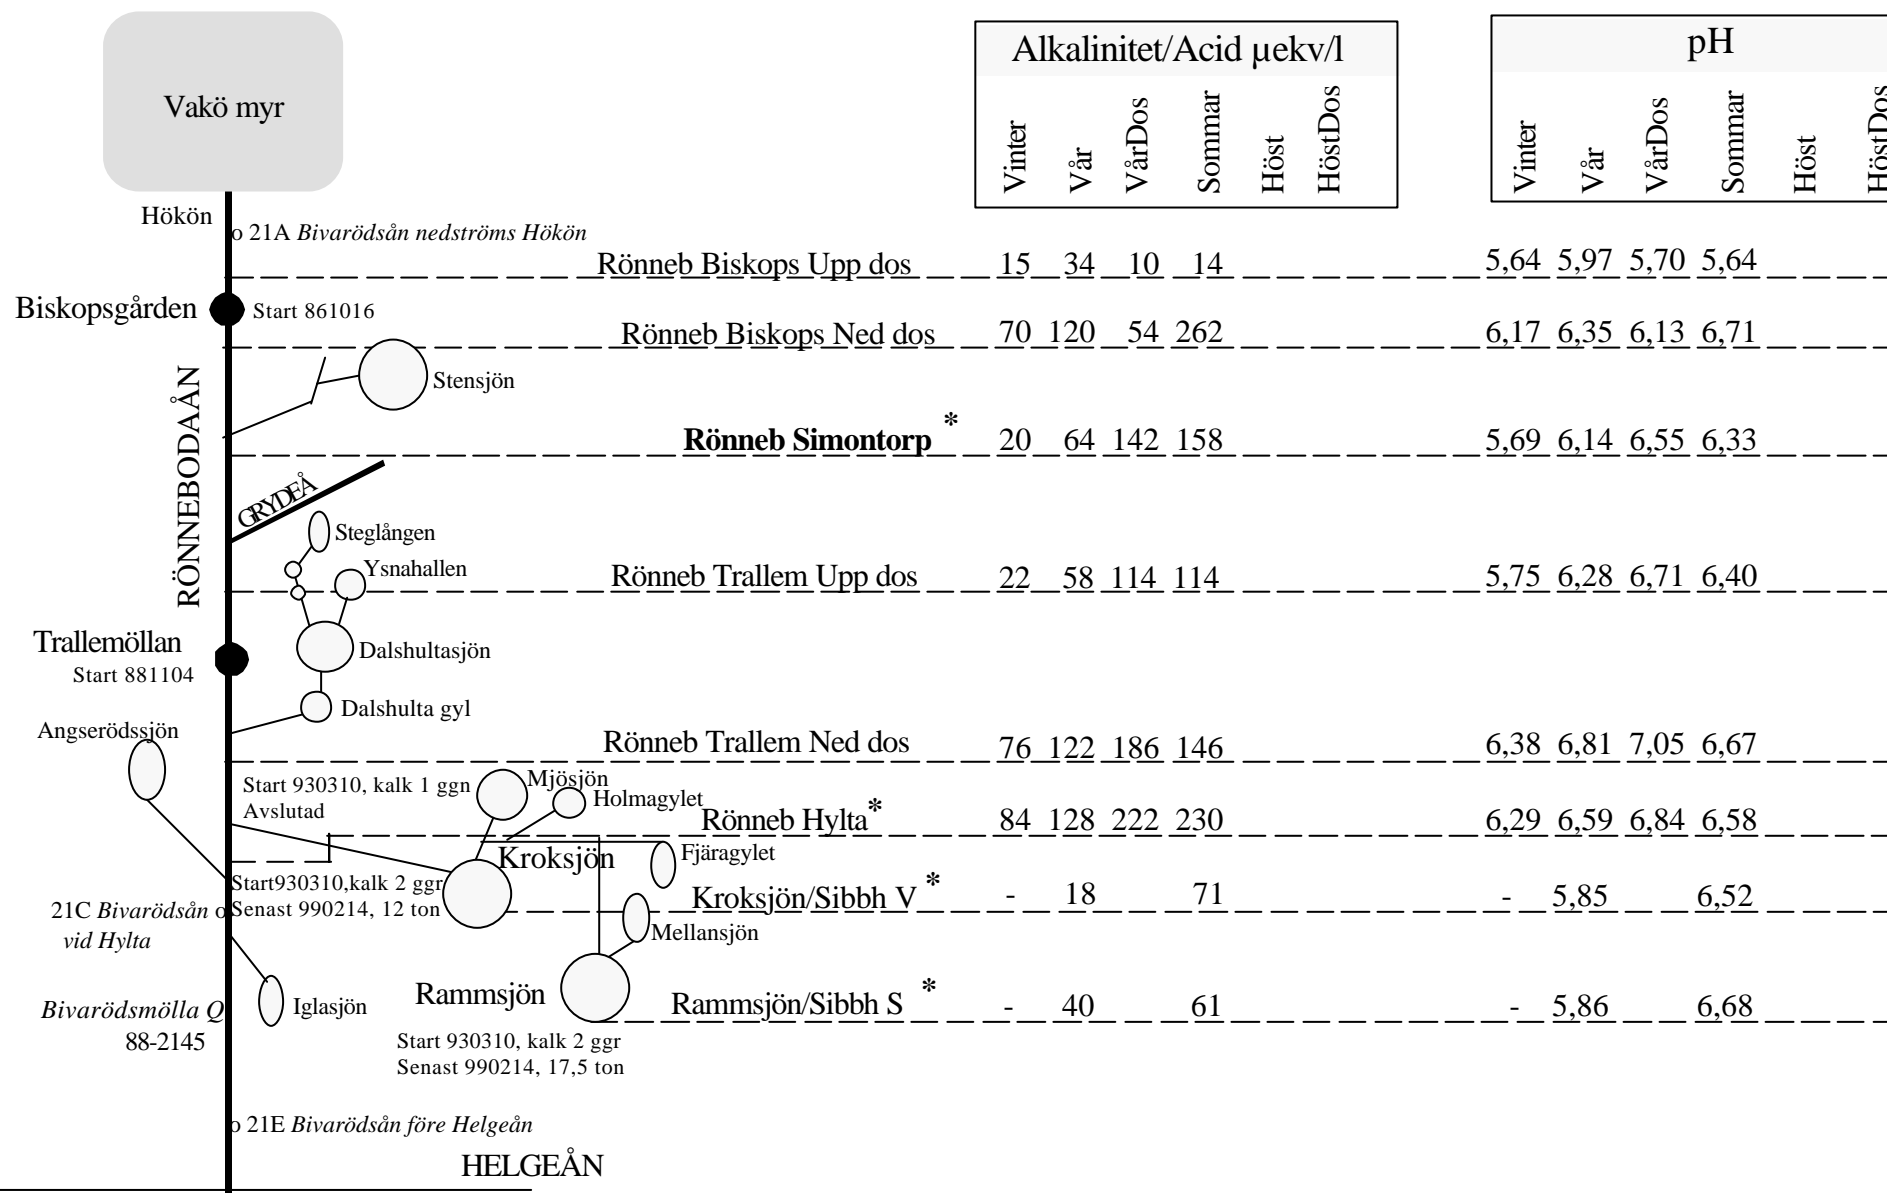 Vakö myr
Alkalinitet/Acid µekv/l
Vinter Vår VårDos Sommar Höst HöstDos
pH
Vinter Vår VårDos Sommar Höst HöstDos
Hökön
o 21A Bivarödsån nedströms Hökön
Rönneb Biskops Upp dos 15 34 10 14 5,64 5,97 5,70 5,64
Biskopsgården Start 861016
Rönneb Biskops Ned dos 70 120 54 262 6,17 6,35 6,13 6,71
Stensjön
RÖNNEBODAÅN
Rönneb Simontorp * 20 64 142 158 5,69 6,14 6,55 6,33
GRYDEÅ
Steglången
Ysnahallen
Rönneb Trallem Upp dos 22 58 114 114 5,75 6,28 6,71 6,40
Trallemöllan
Start 881104
Dalshultasjön
Dalshulta gyl
Angserödssjön
Rönneb Trallem Ned dos 76 122 186 146 6,38 6,81 7,05 6,67
Start 930310, kalk 1 ggn
Avslutad
Mjösjön
Holmagylet
Rönneb Hylta * 84 128 222 230 6,29 6,59 6,84 6,58
Kroksjön
Fjäragylet
Start930310,kalk 2 ggr
Senast 990214, 12 ton
Kroksjön/Sibbh V * - 18 71 - 5,85 6,52
21C Bivarödsån o
vid Hylta
Mellansjön
Bivarödsmölla Q
88-2145
Iglasjön
Rammsjön
Rammsjön/Sibbh S * - 40 61 - 5,86 6,68
Start 930310, kalk 2 ggr
Senast 990214, 17,5 ton
o 21E Bivarödsån före Helgeån
HELGEÅN